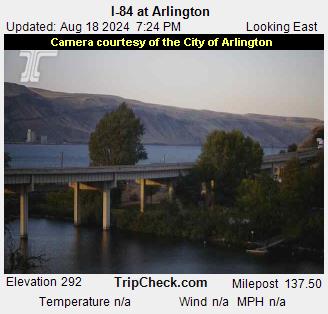 I-84 at Arlington
Updated: Aug 18 2024 7:24 PM Looking East
Camera courtesy of the City of Arlington
Elevation 292 TripCheck.com Milepost 137.50
Temperature n/a Wind n/a MPH n/a